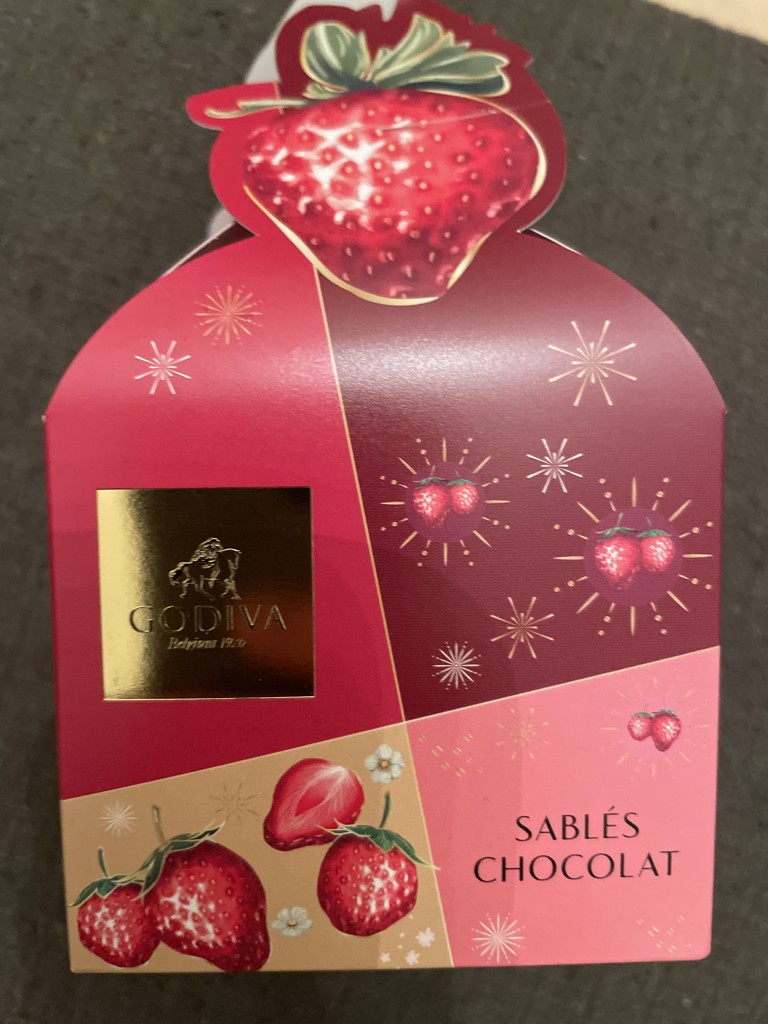 GODIVA
Belgium 1926
SABLÉS
CHOCOLAT